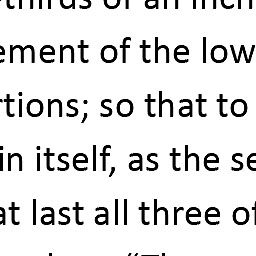 thirds of an inch
ement of the low
rtions; so that to
in itself, as the se
at last all three of